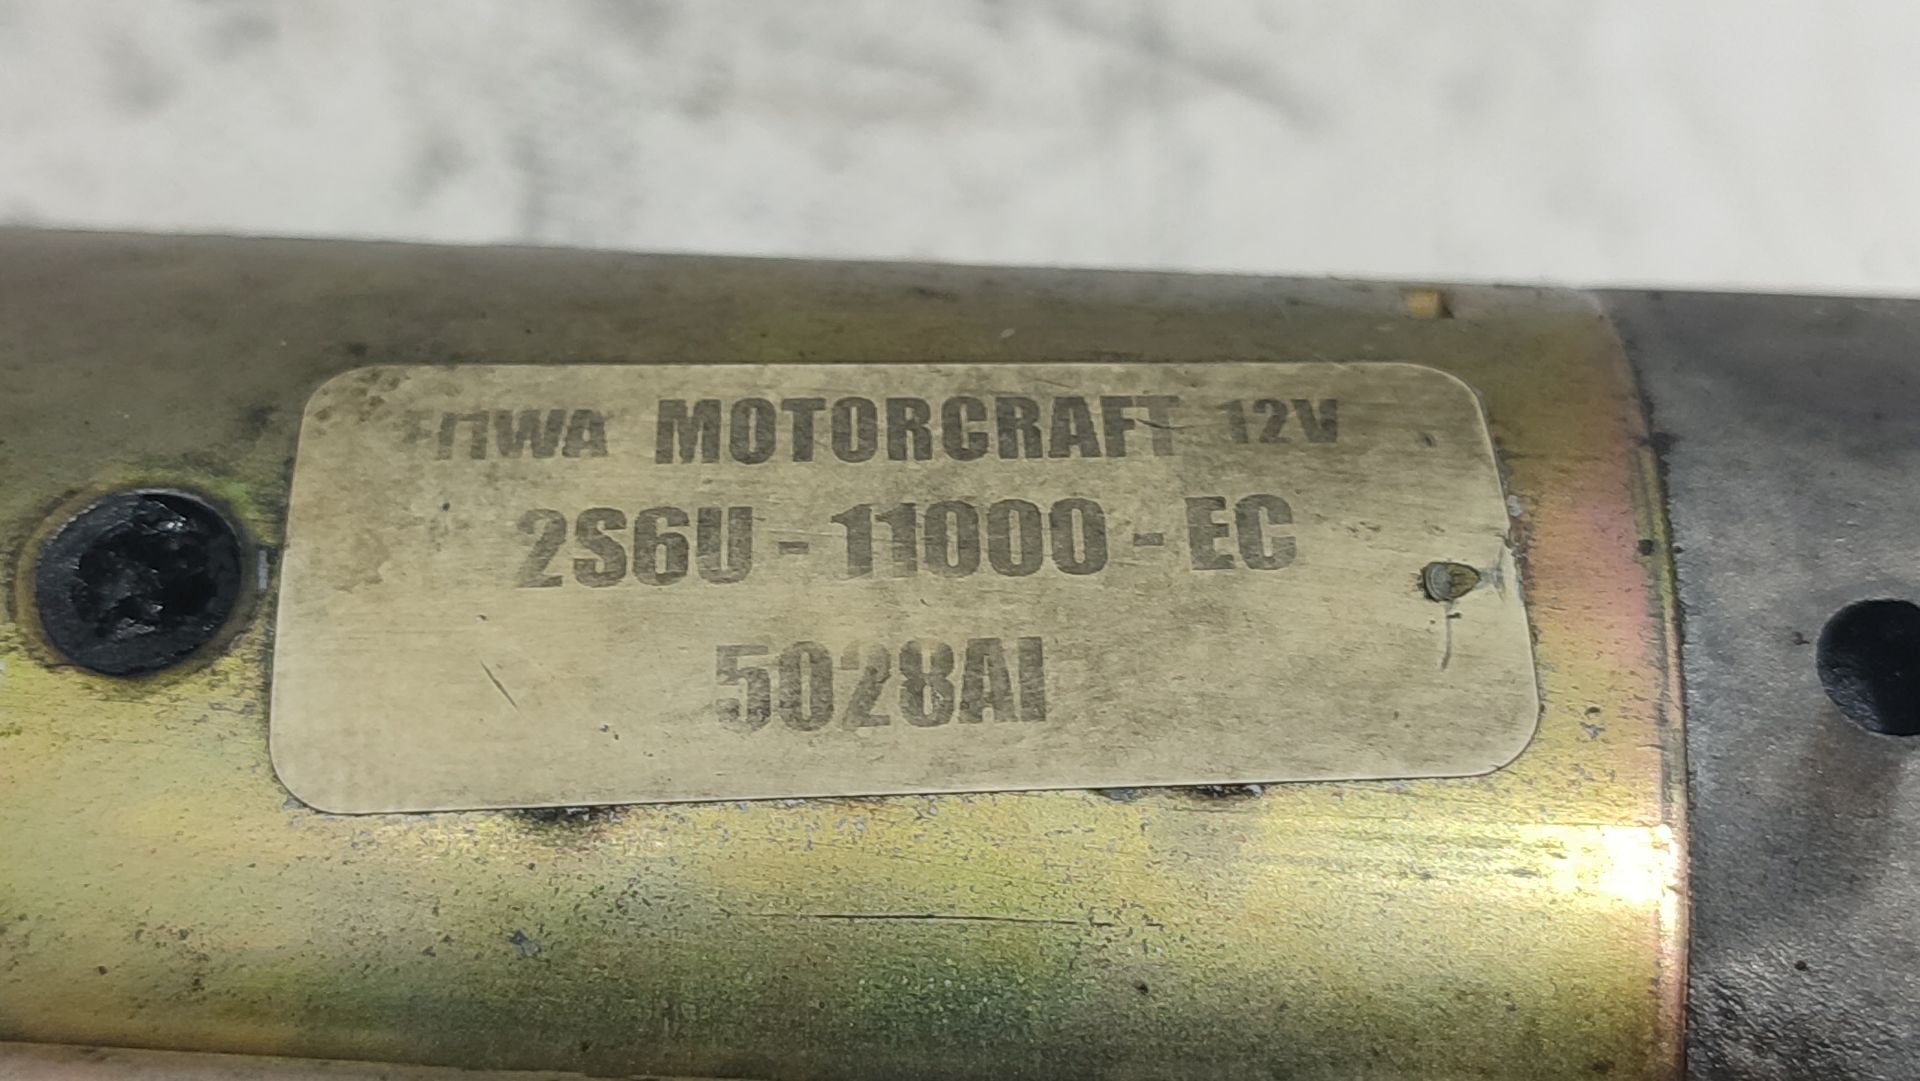 MOTORCRAFT 12V
2S6U-11000-EC
5028AI